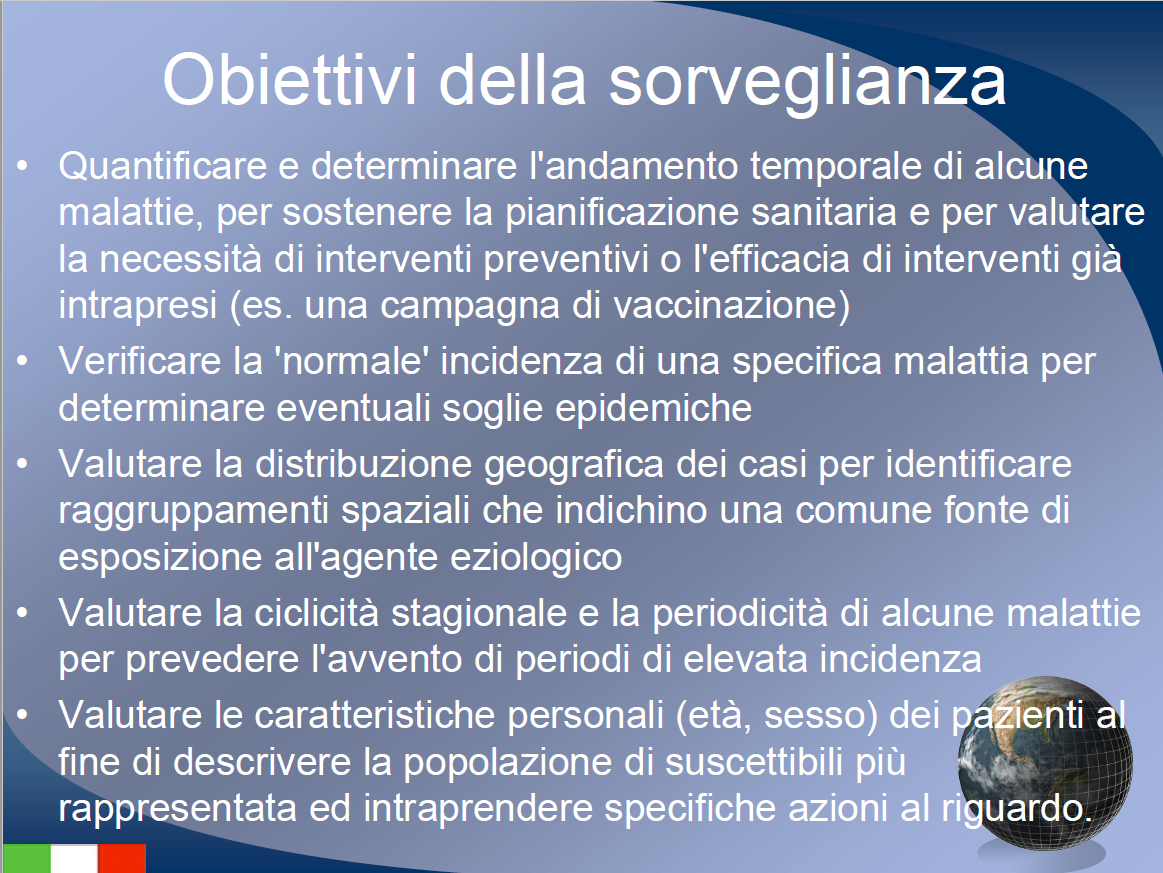 Obiettivi della sorveglianza
• Quantificare e determinare l'andamento temporale di alcune
malattie, per sostenere la pianificazione sanitaria e per valutare
la necessità di interventi preventivi o l'efficacia di interventi già
intrapresi (es. una campagna di vaccinazione)
• Verificare la 'normale' incidenza di una specifica malattia per
determinare eventuali soglie epidemiche
• Valutare la distribuzione geografica dei casi per identificare
raggruppamenti spaziali che indichino una comune fonte di
esposizione all'agente eziologico
• Valutare la ciclicità stagionale e la periodicità di alcune malattie
per prevedere l'avvento di periodi di elevata incidenza
• Valutare le caratteristiche personali (età, sesso) dei pazienti al
fine di descrivere la popolazione di suscettibili più
rappresentata ed intraprendere specifiche azioni al riguardo.